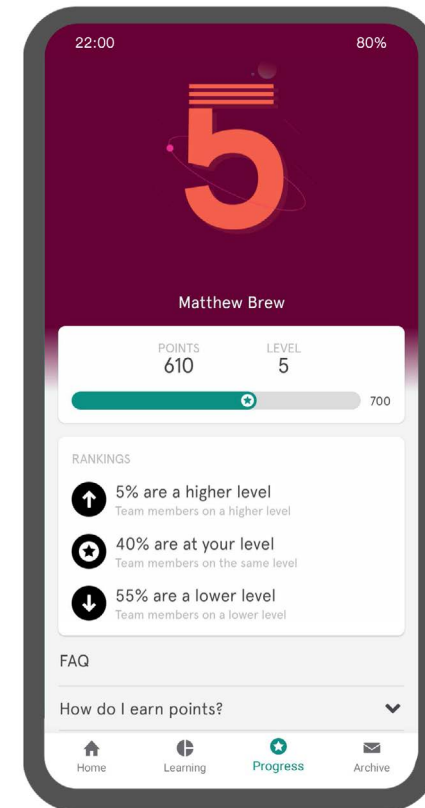 22:00 80%
5
Matthew Brew
POINTS LEVEL
610 5
700
RANKINGS
5% are a higher level
Team members on a higher level
40% are at your level
Team members on the same level
55% are a lower level
Team members on a lower level
FAQ
How do I earn points?
Home Learning Progress Archive